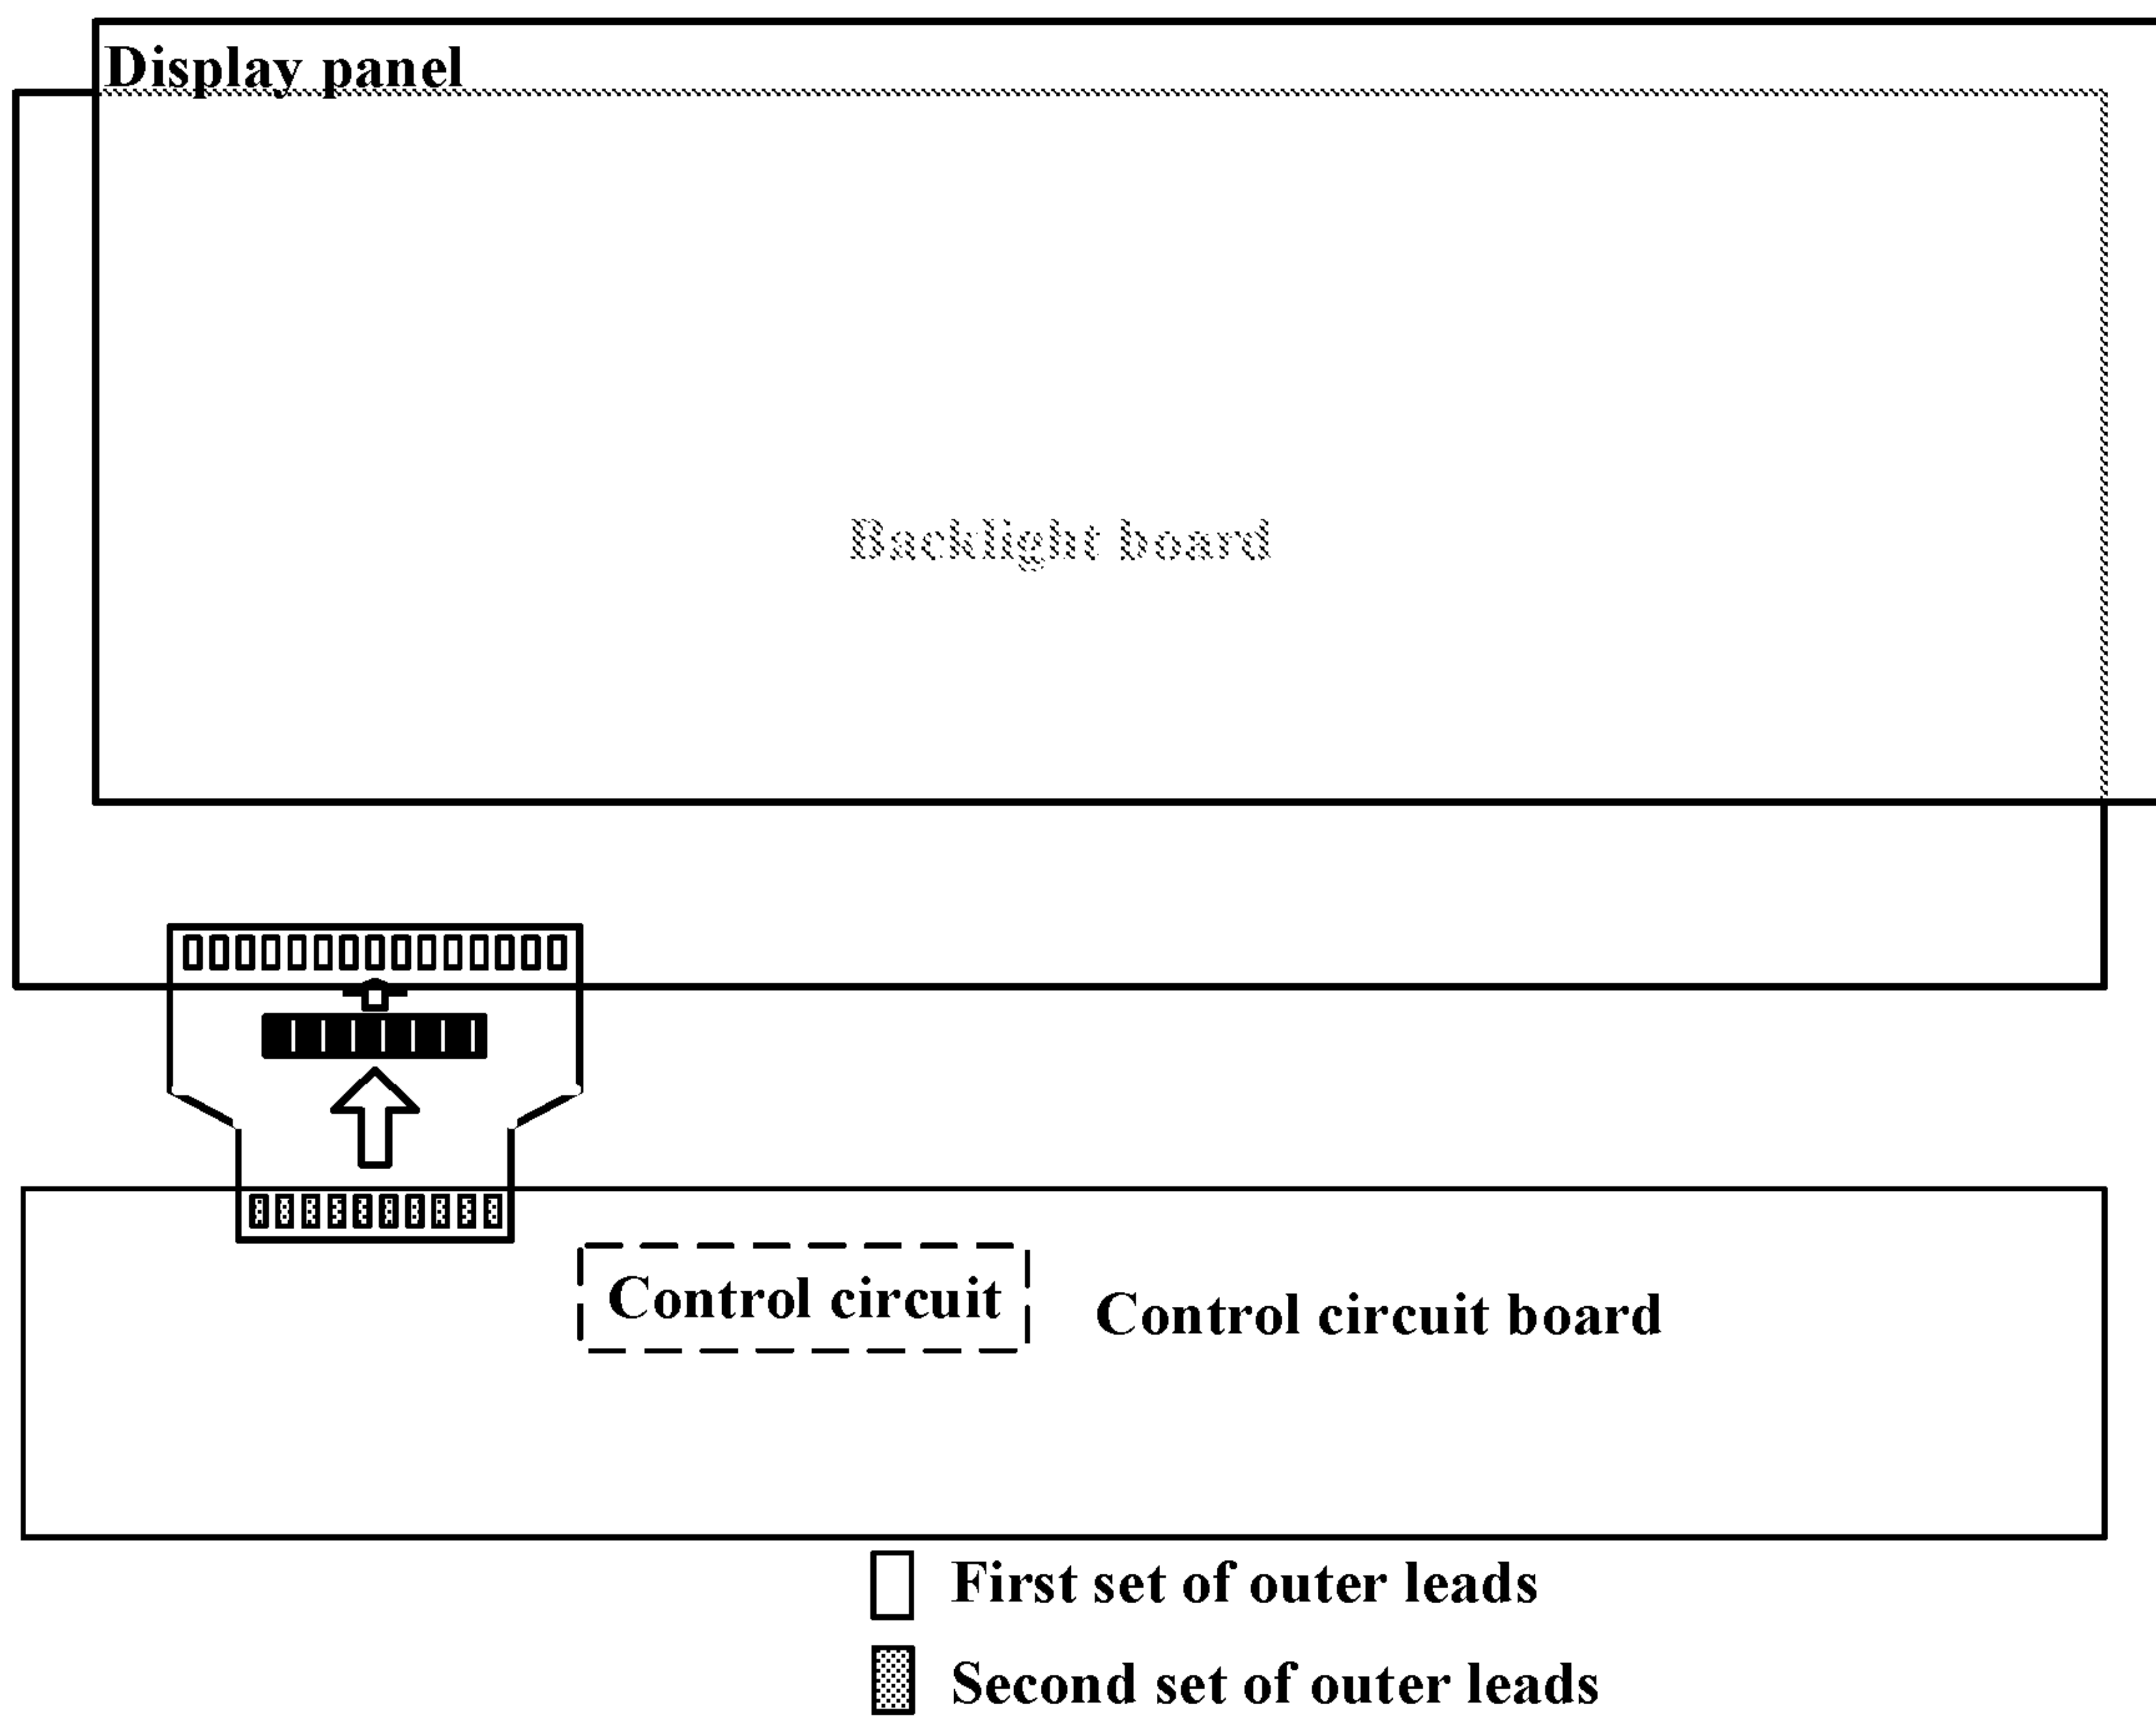 Display panel
Backlight board
Control circuit
Control circuit board
First set of outer leads
Second set of outer leads